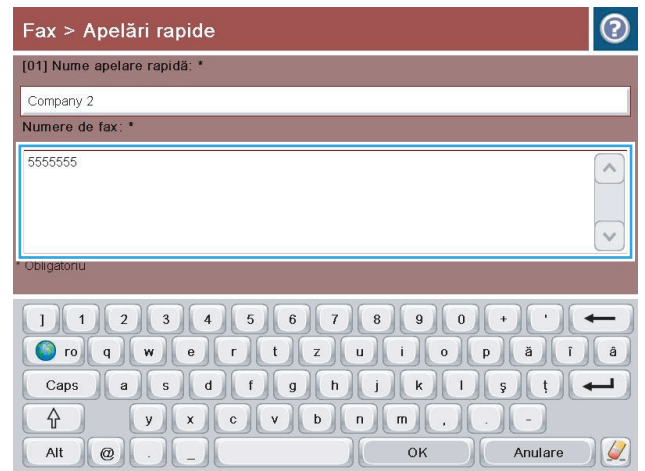 Fax > Apelări rapide
?
[01] Nume apelare rapidă: *
Company 2
Numere de fax: *
5555555
* Obligatoriu
] 1 2 3 4 5 6 7 8 9 0 + '
ro q w e r t z u i o p ă î â
Caps a s d f g h j k l ş ţ
y x c v b n m , . -
Alt @ . _ OK Anulare